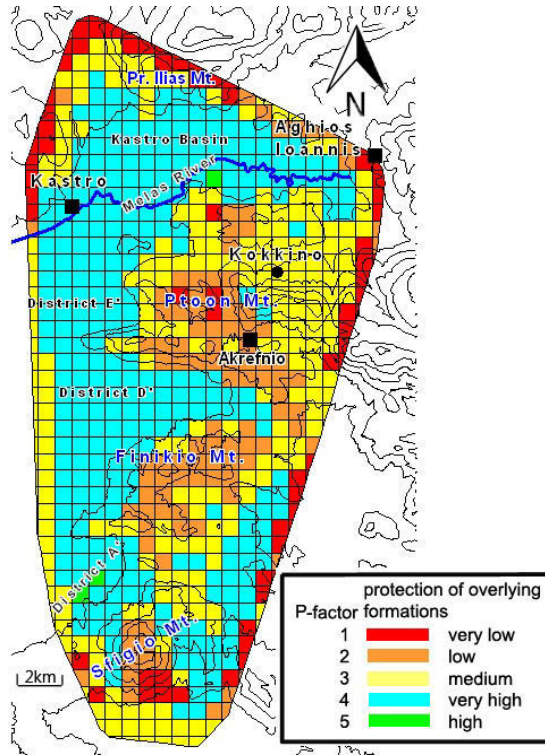 Pr. Ilias Mt.
N
Aghios
Ioannis
Kastro Basin
Melas River
Kastro
Kokkino
District E'
Ptoon Mt.
Akrefnio
District D'
Finikio Mt.
District A'
Sfigio Mt.
2km
protection of overlying
P-factor formations
1 very low
2 low
3 medium
4 very high
5 high